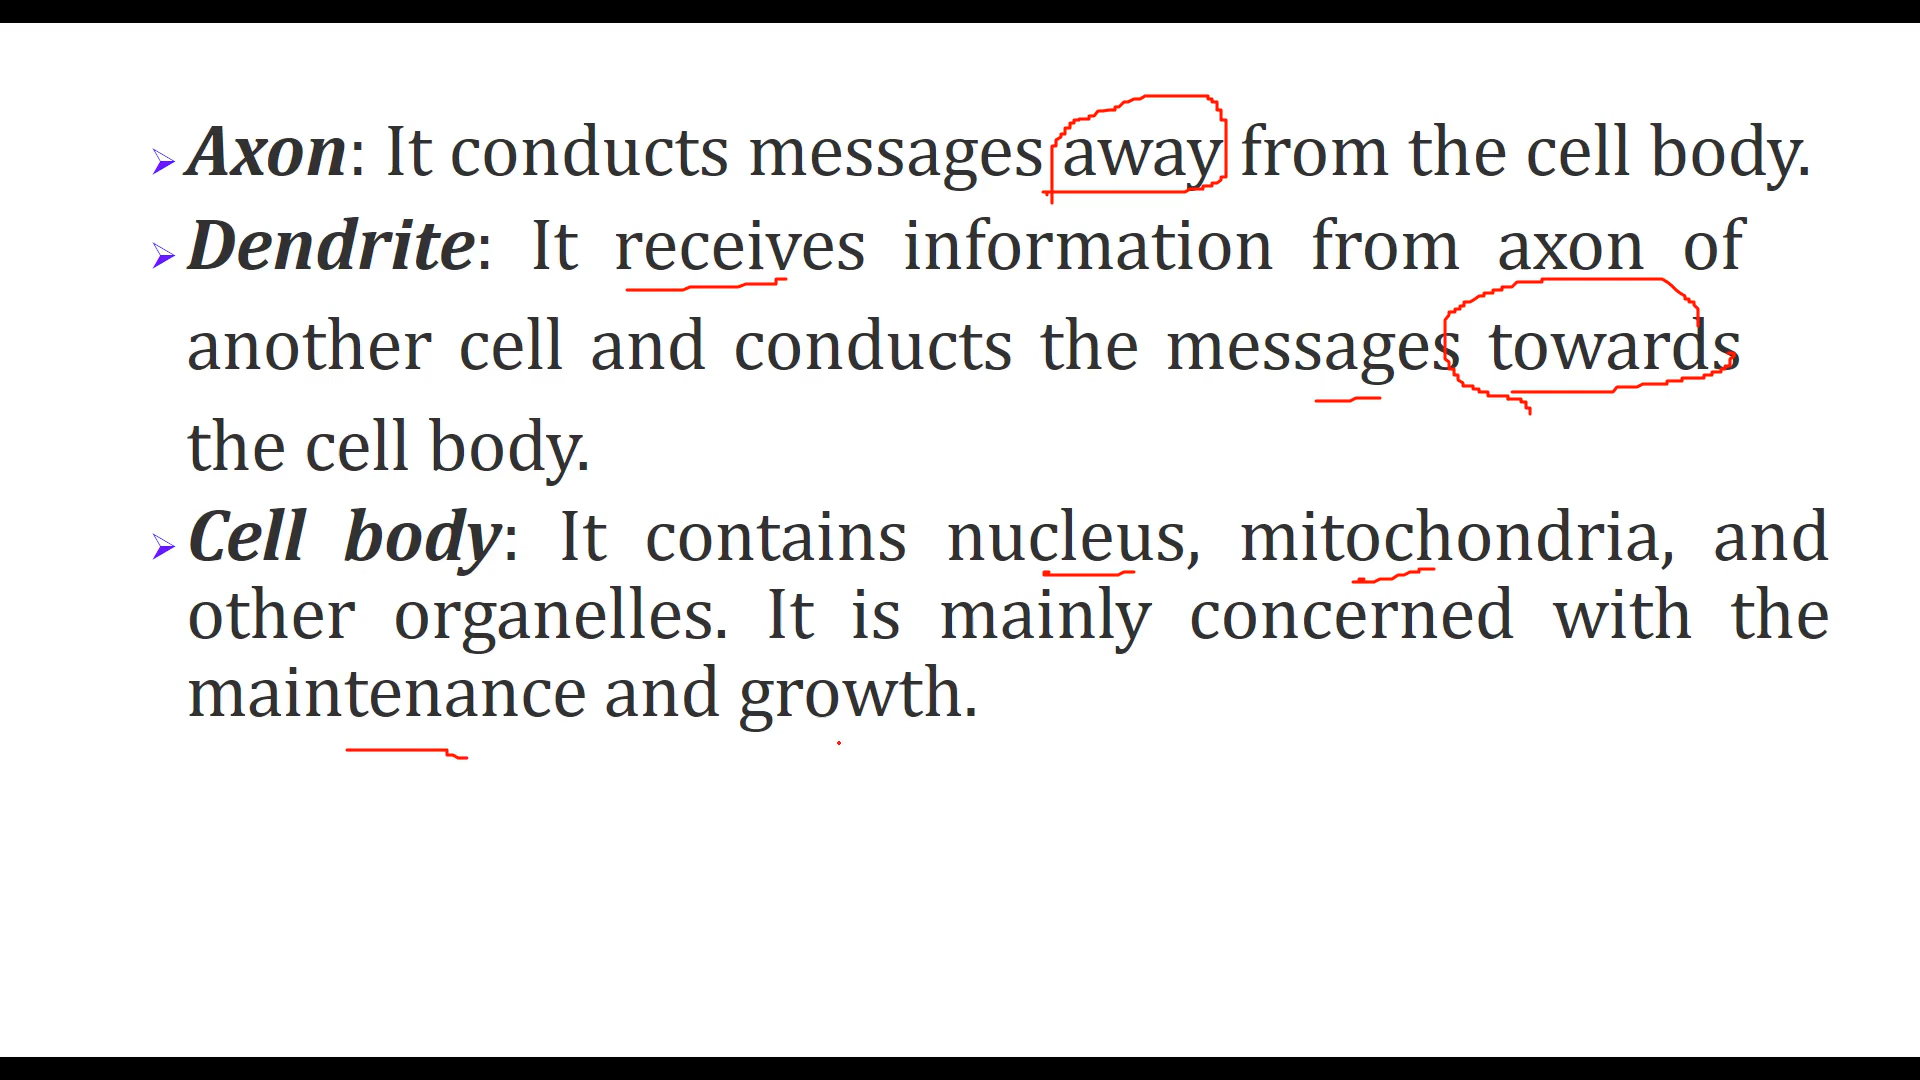 Axon: It conducts messages away from the cell body.
Dendrite: It receives information from axon of
another cell and conducts the messages towards
the cell body.
Cell body: It contains nucleus, mitochondria, and
other organelles. It is mainly concerned with the
maintenance and growth.